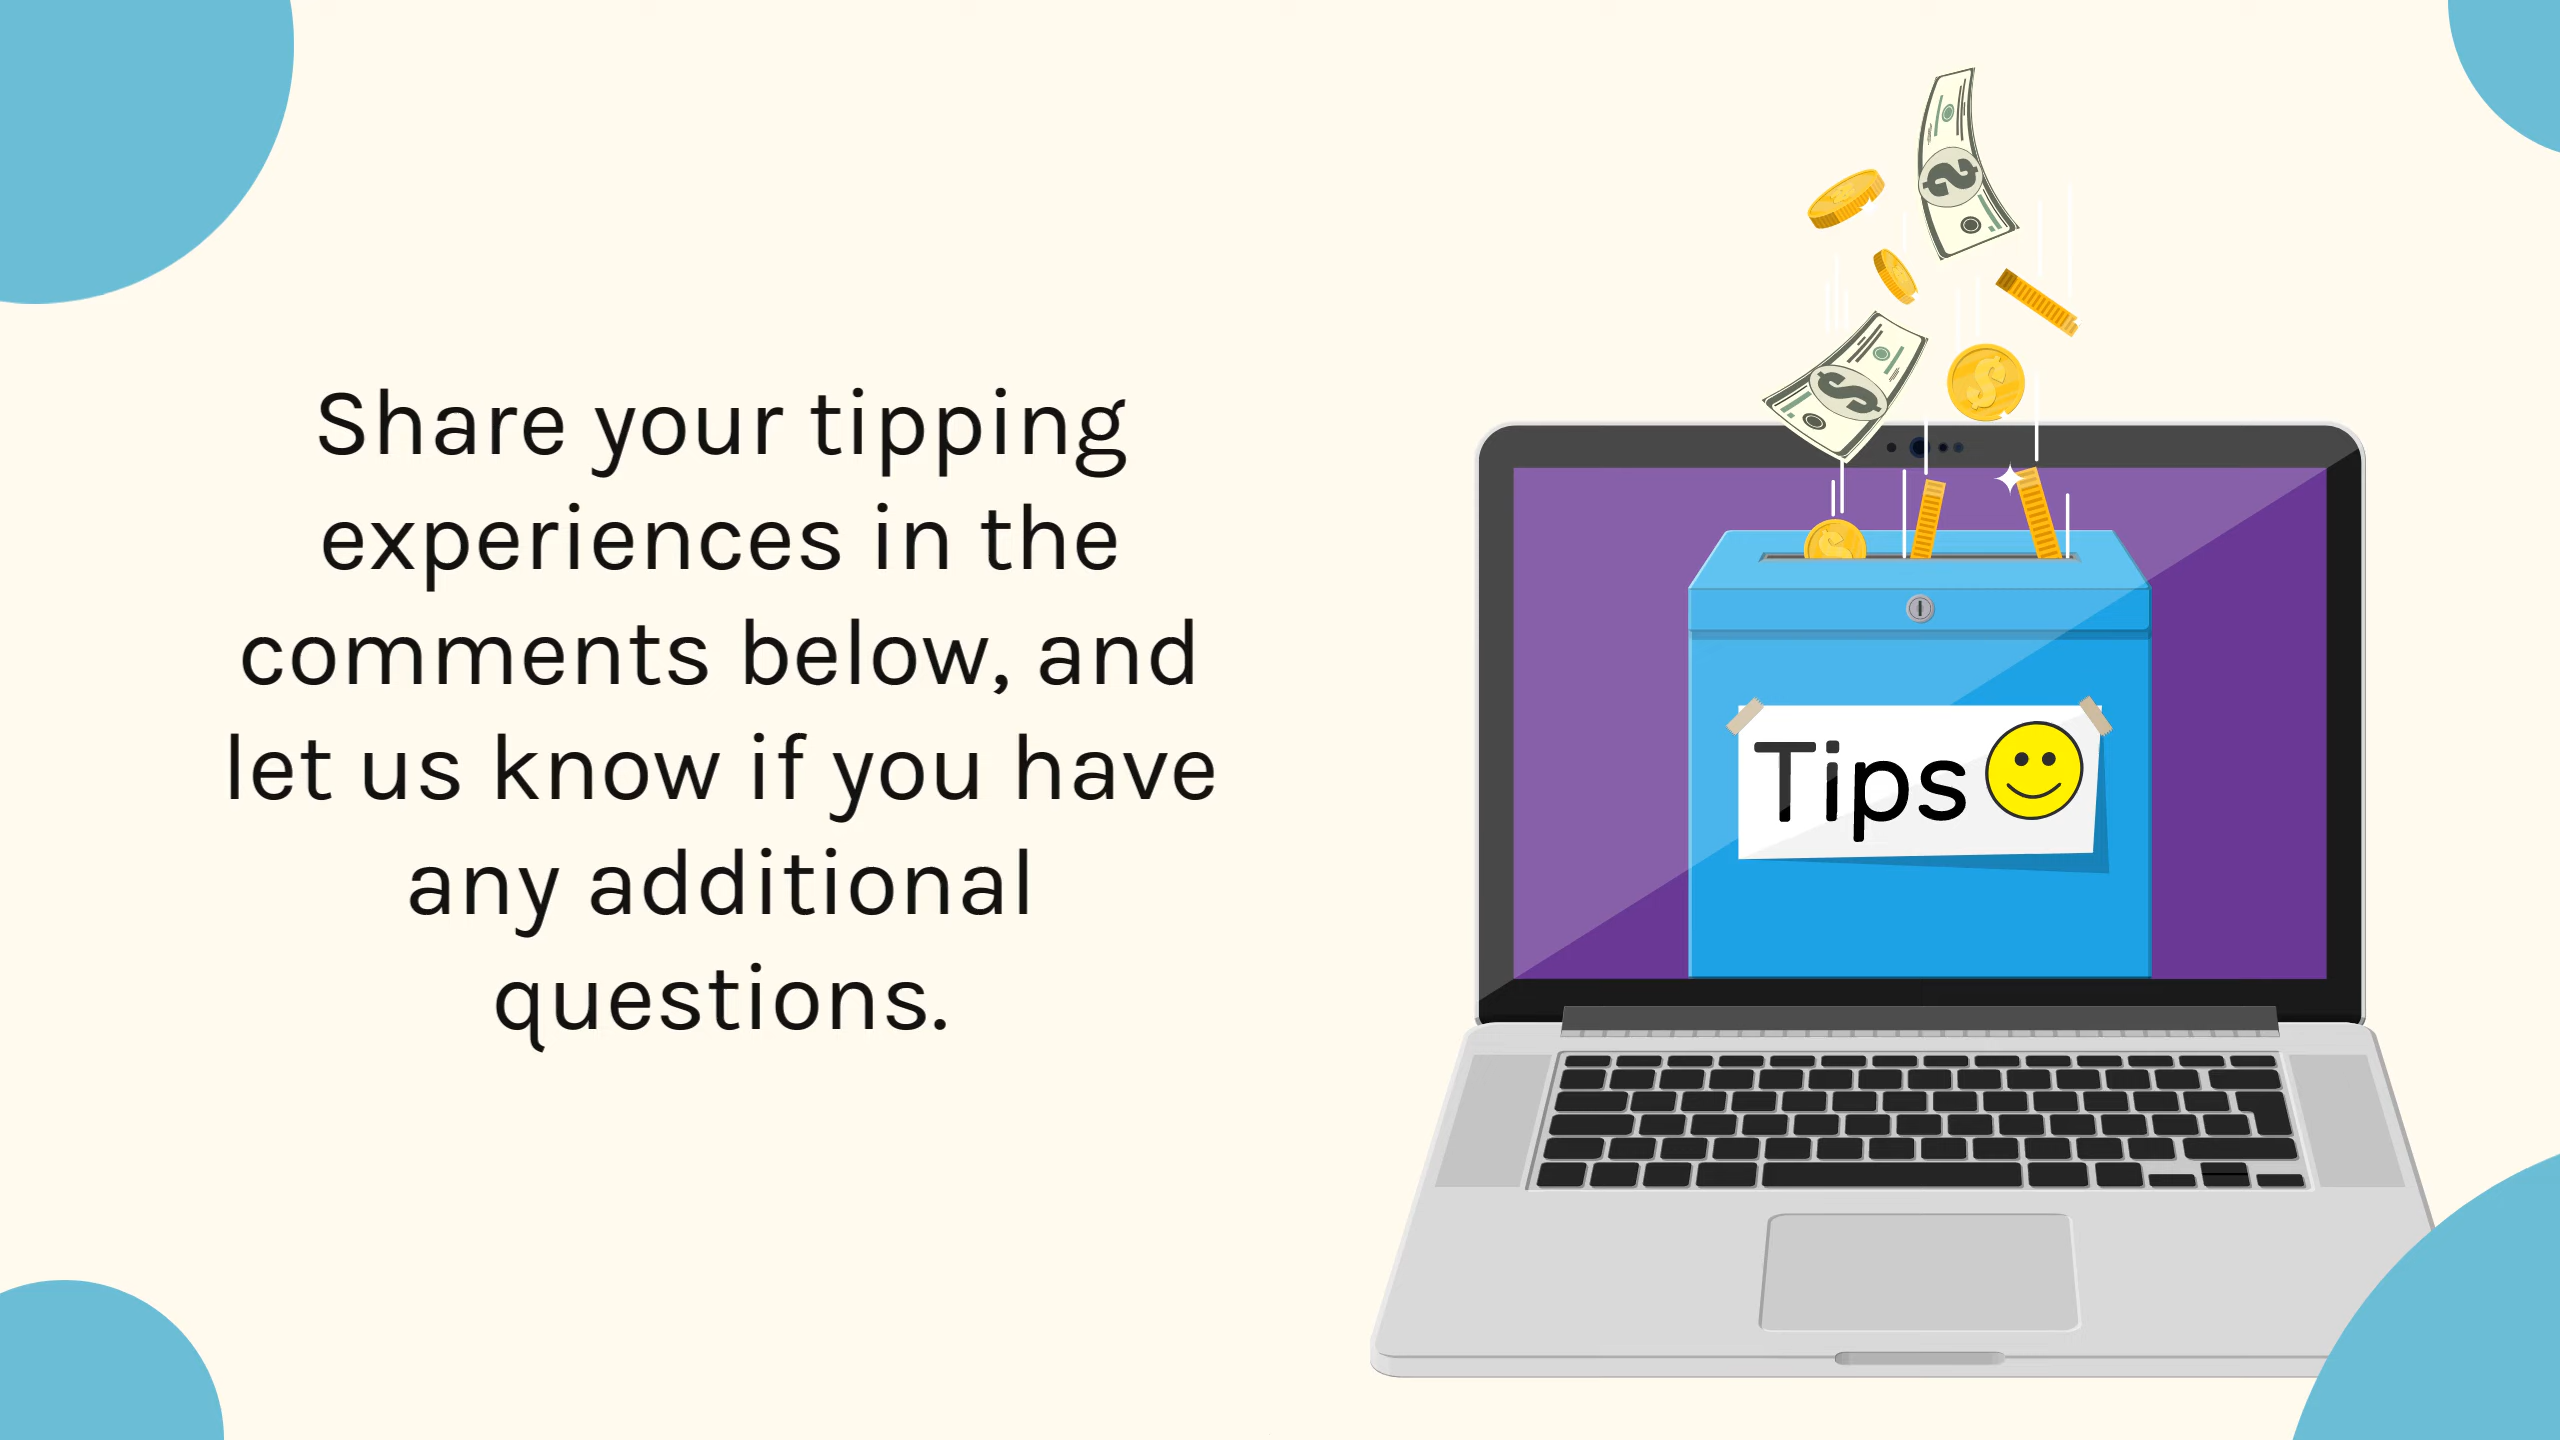 Share your tipping
experiences in the
comments below, and
let us know if you have
any additional
questions.
Tips